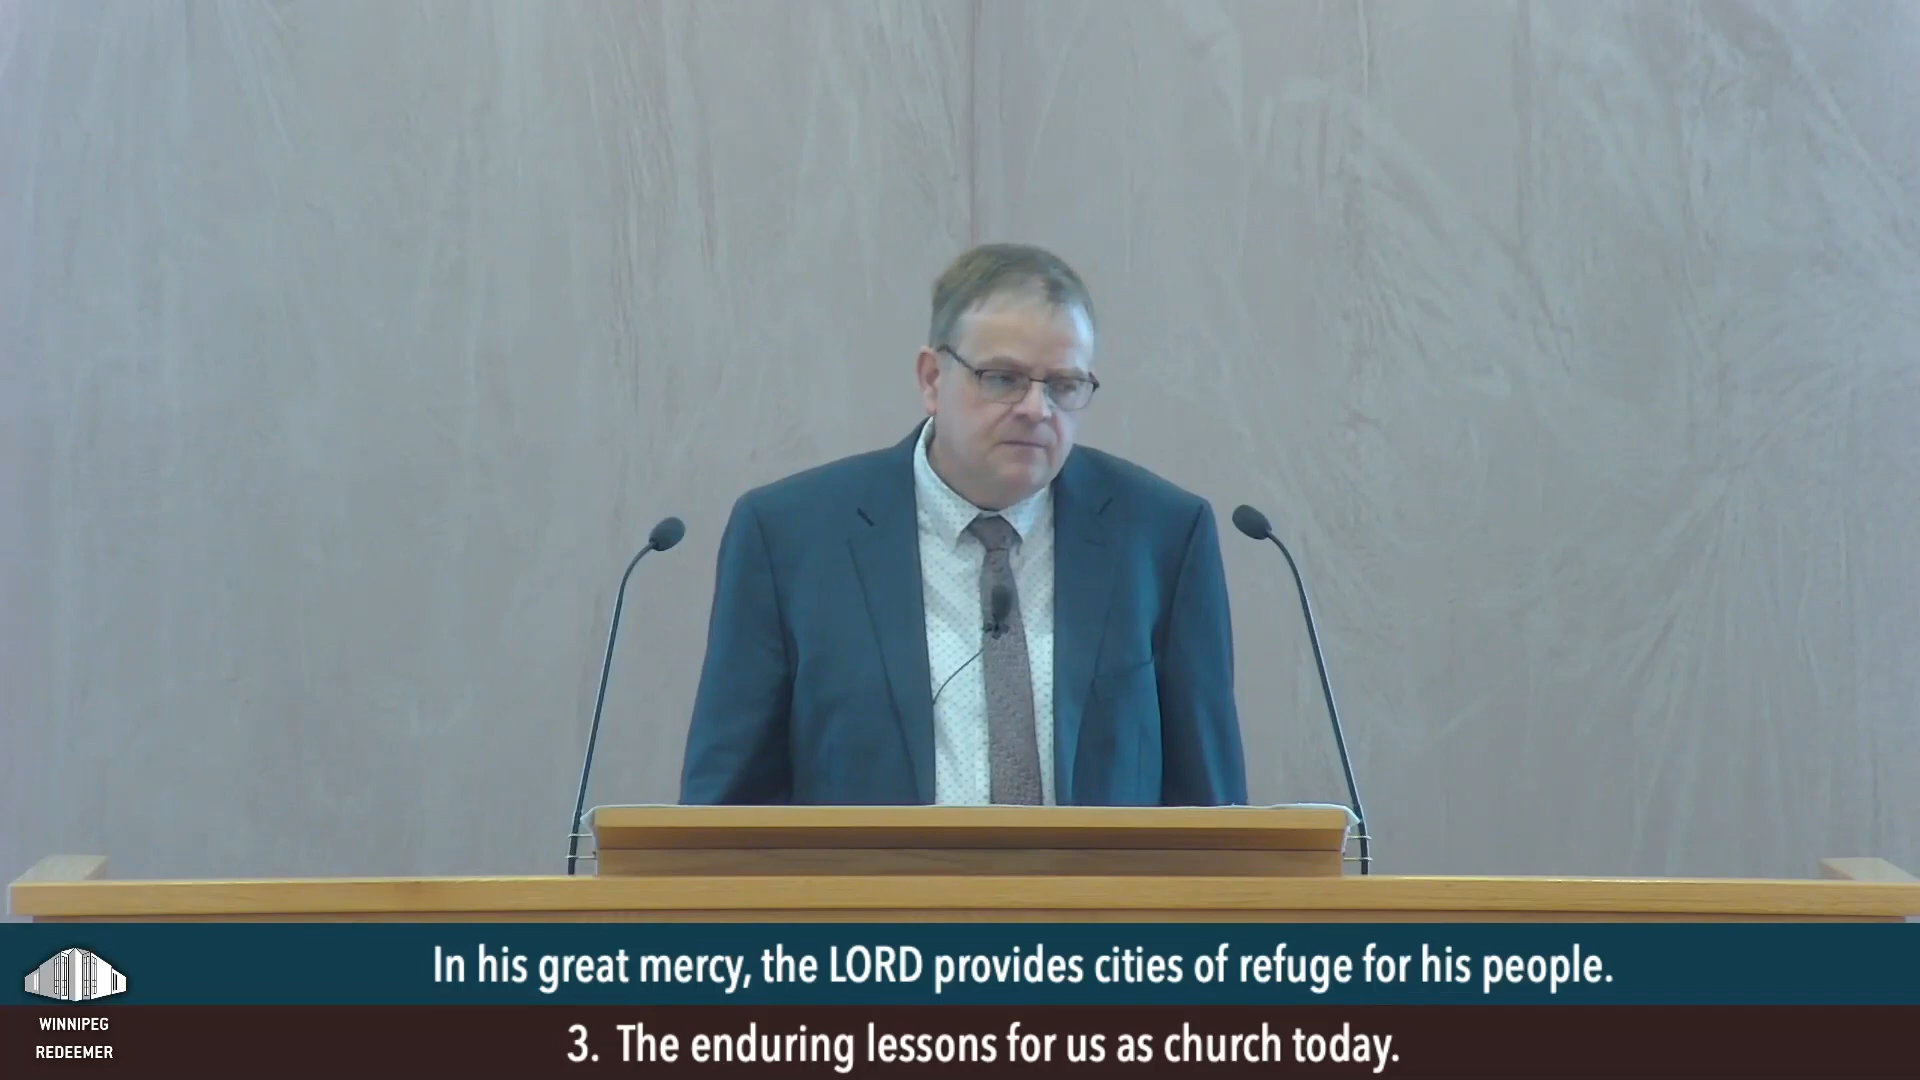 In his great mercy, the LORD provides cities of refuge for his people.
WINNIPEG
REDEEMER
3. The enduring lessons for us as church today.